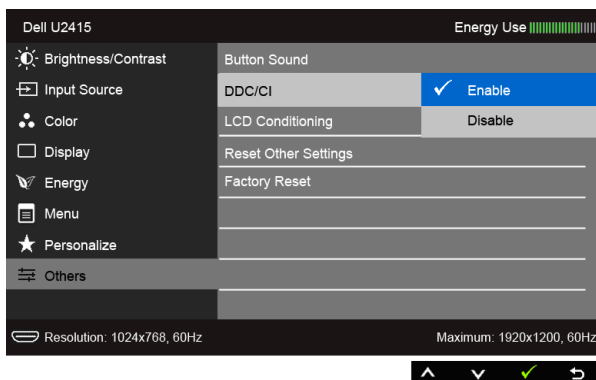 Dell U2415 Energy Use
Brightness/Contrast Button Sound
Input Source DDC/CI Enable
Color LCD Conditioning Disable
Display Reset Other Settings
Energy Factory Reset
Menu
Personalize
Others
Resolution: 1024x768, 60Hz Maximum: 1920x1200, 60Hz